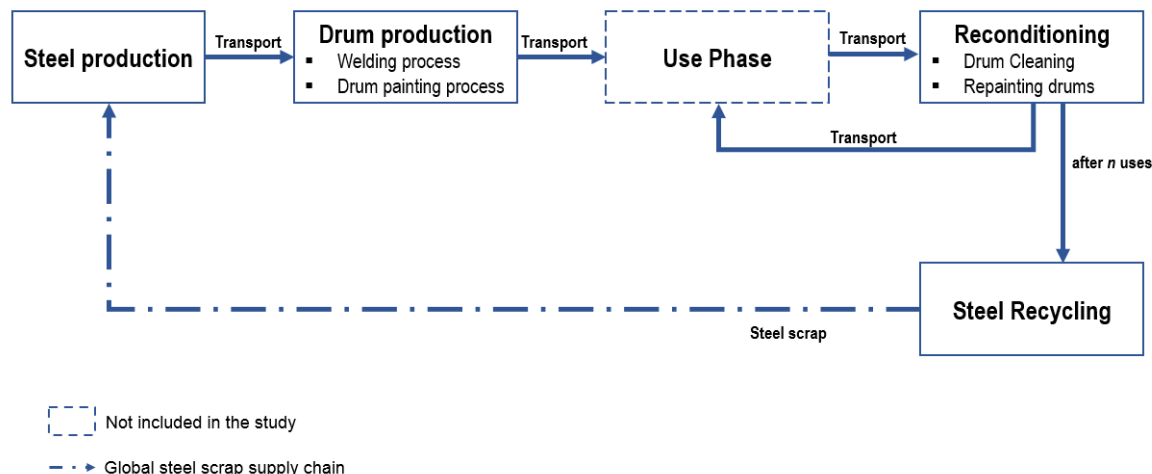 Steel production
Transport
Drum production
▪ Welding process
▪ Drum painting process
Transport
Use Phase
Transport
Reconditioning
▪ Drum Cleaning
▪ Repainting drums
Transport
after n uses
Steel Recycling
Steel scrap
Not included in the study
Global steel scrap supply chain